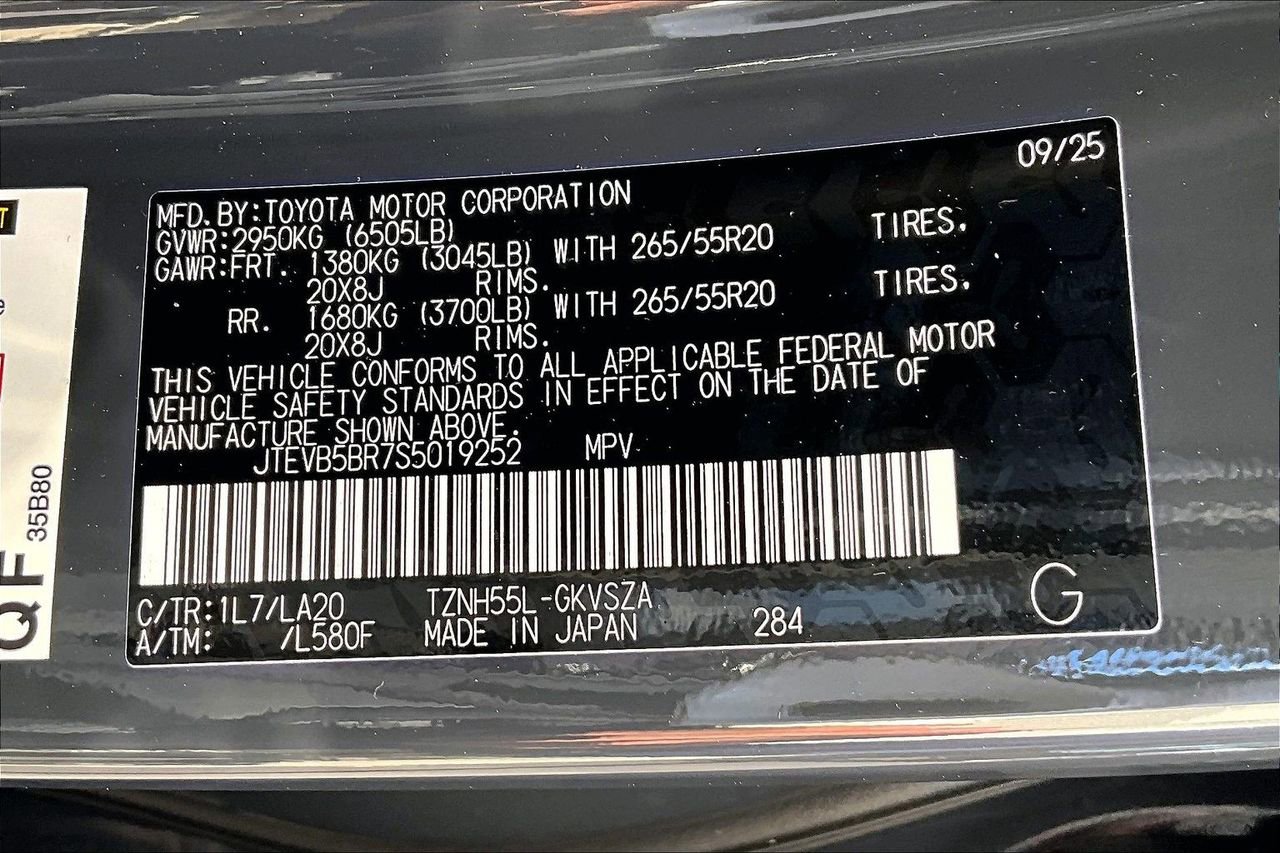 09/25
MFD. BY:TOYOTA MOTOR CORPORATION
GVWR:2950KG (6505LB)
GAWR:FRT. 1380KG (3045LB) WITH 265/55R20 TIRES.
20X8J RIMS.
RR. 1680KG (3700LB) WITH 265/55R20 TIRES.
20X8J RIMS.
THIS VEHICLE CONFORMS TO ALL APPLICABLE FEDERAL MOTOR
VEHICLE SAFETY STANDARDS IN EFFECT ON THE DATE OF
MANUFACTURE SHOWN ABOVE.
JTEVB5BR7S5019252 MPV
C/TR:1L7/LA20 TZNH55L-GKVSZA
A/TM: /L580F MADE IN JAPAN 284
G
QF
35B80